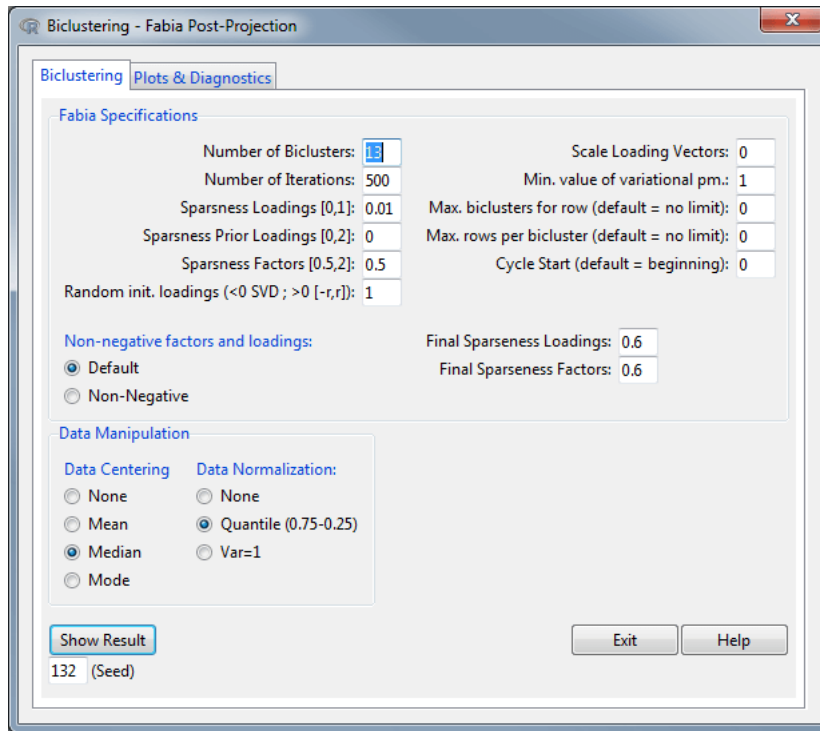 Biclustering - Fabia Post-Projection
Biclustering Plots & Diagnostics
Fabia Specifications
Number of Biclusters: 13 Scale Loading Vectors: 0
Number of Iterations: 500 Min. value of variational pm.: 1
Sparsness Loadings [0,1]: 0.01 Max. biclusters for row (default = no limit): 0
Sparsness Prior Loadings [0,2]: 0 Max. rows per bicluster (default = no limit): 0
Sparsness Factors [0.5,2]: 0.5 Cycle Start (default = beginning): 0
Random init. loadings (<0 SVD ; >0 [-r,r]): 1
Non-negative factors and loadings: Final Sparseness Loadings: 0.6
Default Final Sparseness Factors: 0.6
Non-Negative
Data Manipulation
Data Centering Data Normalization:
None None
Mean Quantile (0.75-0.25)
Median Var=1
Mode
Show Result Exit Help
132 (Seed)